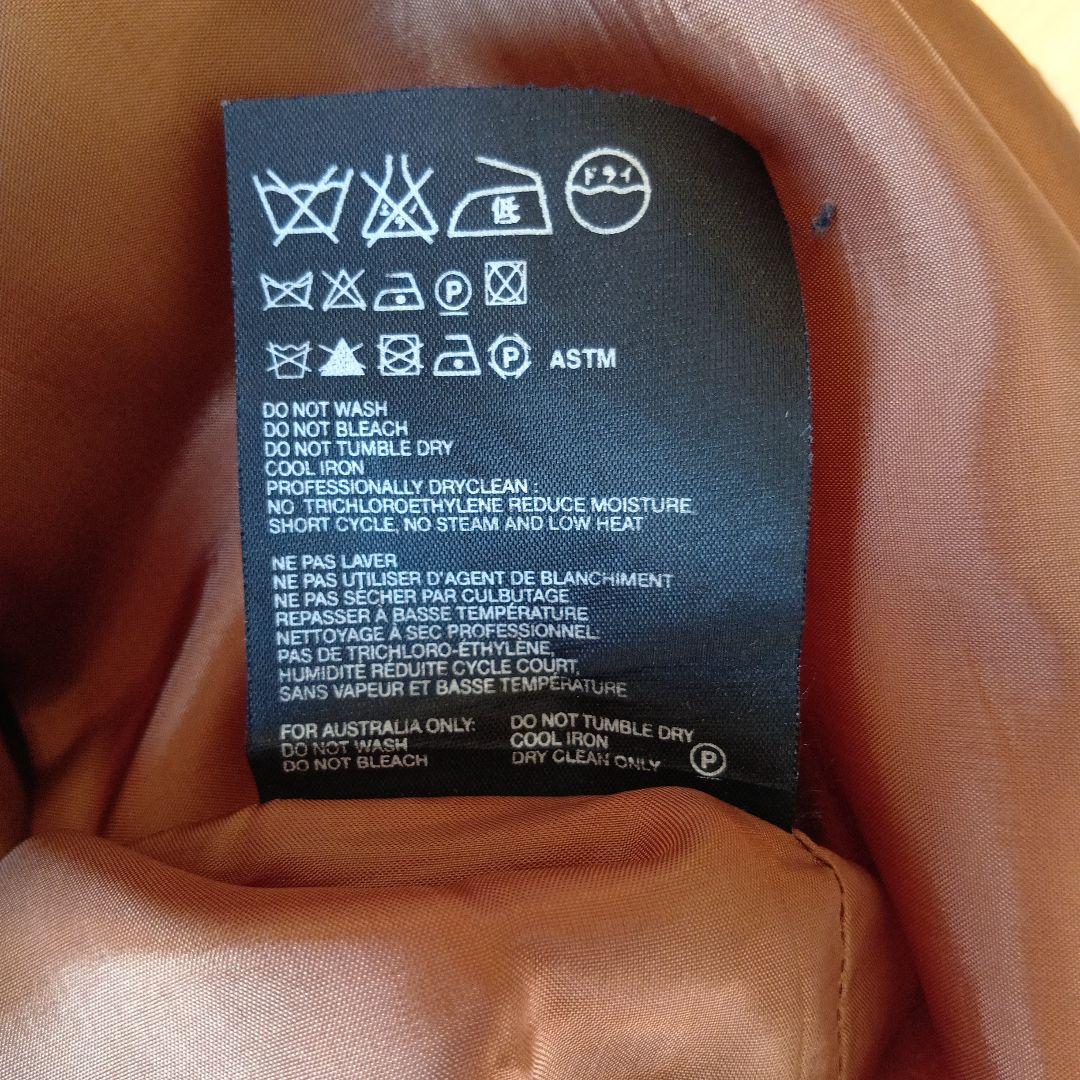 低 ドライ
P
P ASTM
DO NOT WASH
DO NOT BLEACH
DO NOT TUMBLE DRY
COOL IRON
PROFESSIONALLY DRYCLEAN :
NO TRICHLOROETHYLENE REDUCE MOISTURE,
SHORT CYCLE, NO STEAM AND LOW HEAT
NE PAS LAVER
NE PAS UTILISER D'AGENT DE BLANCHIMENT
NE PAS SÉCHER PAR CULBUTAGE
REPASSER À BASSE TEMPÉRATURE
NETTOYAGE À SEC PROFESSIONNEL:
PAS DE TRICHLORO-ÉTHYLÈNE,
HUMIDITÉ RÉDUITE CYCLE COURT,
SANS VAPEUR ET BASSE TEMPÉRATURE
FOR AUSTRALIA ONLY: DO NOT TUMBLE DRY
DO NOT WASH COOL IRON
DO NOT BLEACH DRY CLEAN ONLY P